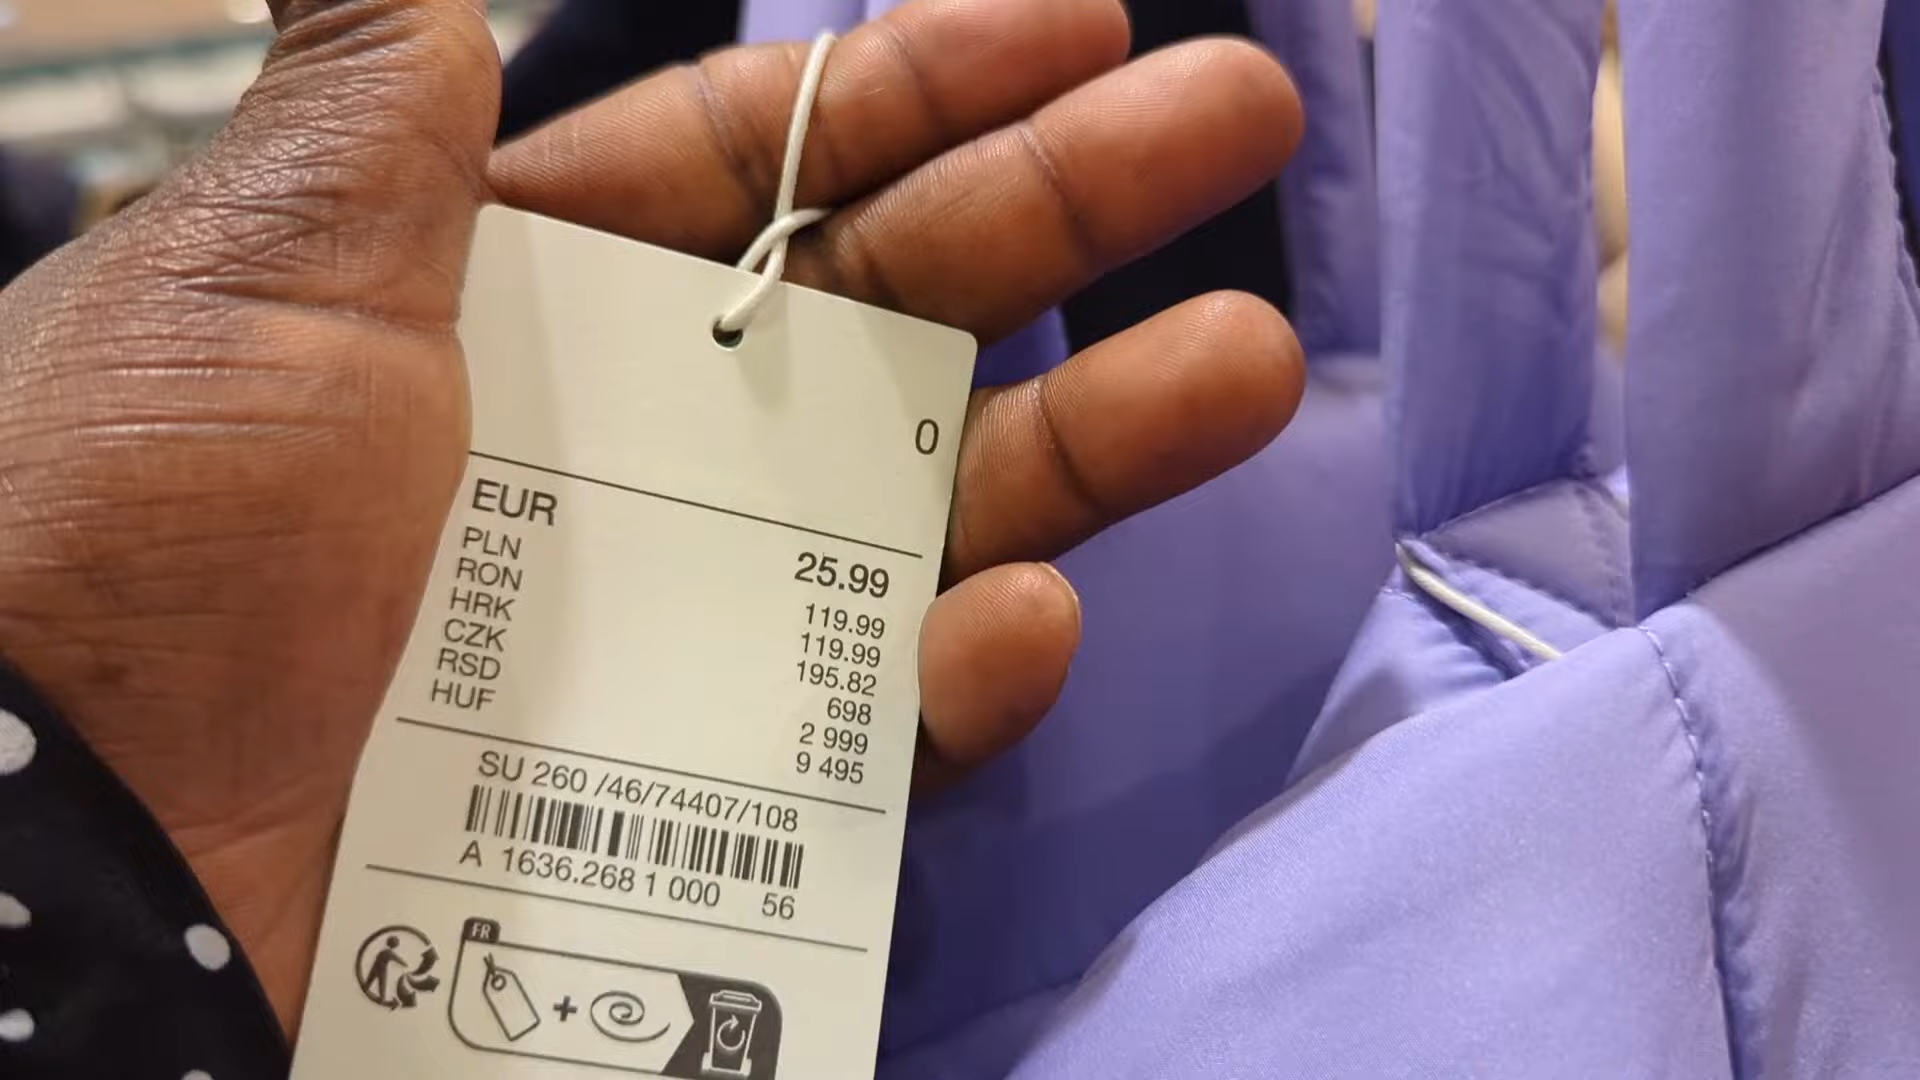 0
EUR 25.99
PLN 119.99
RON 119.99
HRK 195.82
CZK 698
RSD 2 999
HUF 9 495
SU 260 /46/74407/108
A 1636.268 1 000 56
FR
+